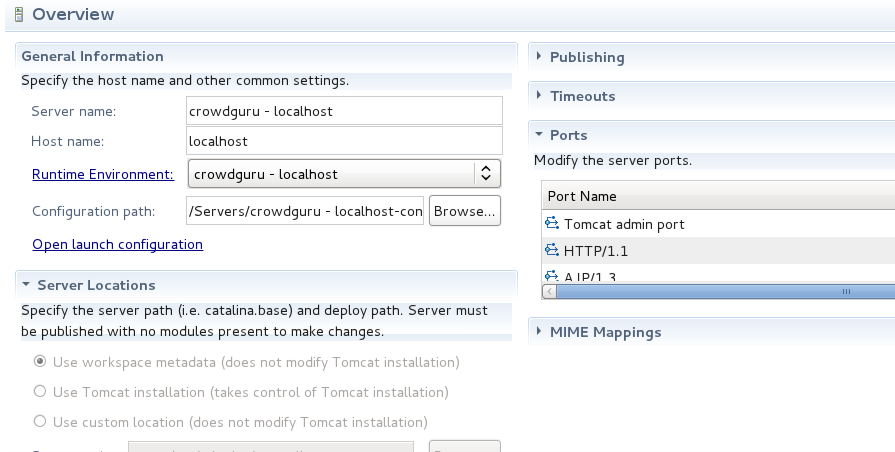 Overview
General Information
Specify the host name and other common settings.
Server name:
crowdguru - localhost
Host name:
localhost
Runtime Environment:
crowdguru - localhost
Configuration path:
/Servers/crowdguru - localhost-con
Browse...
Open launch configuration
Server Locations
Specify the server path (i.e. catalina.base) and deploy path. Server must
be published with no modules present to make changes.
Use workspace metadata (does not modify Tomcat installation)
Use Tomcat installation (takes control of Tomcat installation)
Use custom location (does not modify Tomcat installation)
Publishing
Timeouts
Ports
Modify the server ports.
Port Name
Tomcat admin port
HTTP/1.1
AJP/1.3
MIME Mappings